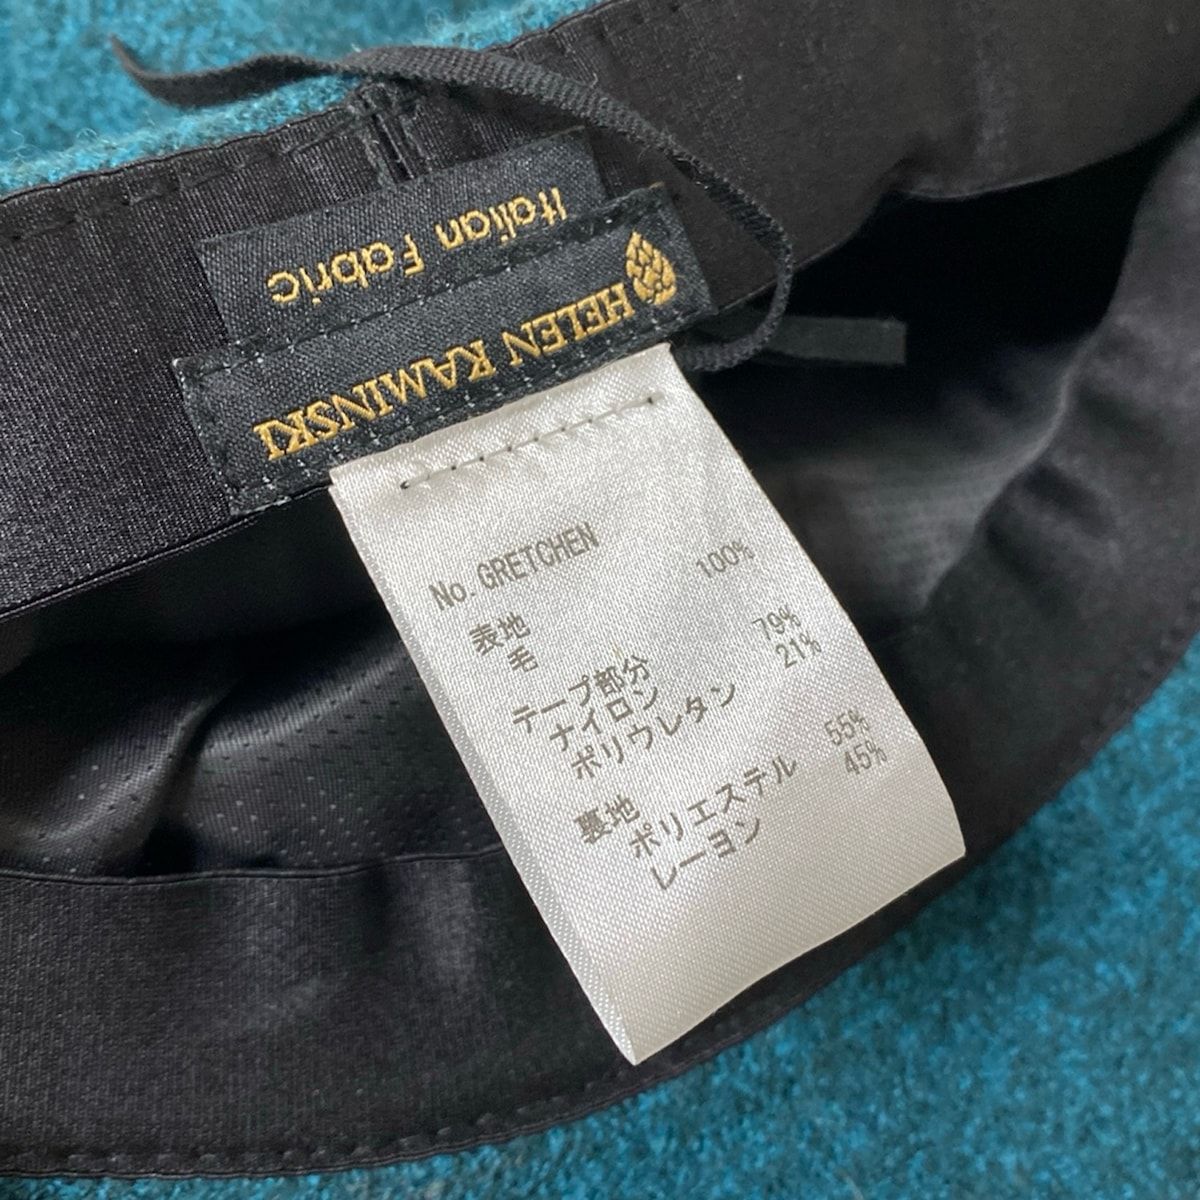 Italian Fabric
HELEN KAMINSKI
No. GRETCHEN
表地
毛 100%
テープ部分
ナイロン 79%
ポリウレタン 21%
裏地
ポリエステル 55%
レーヨン 45%